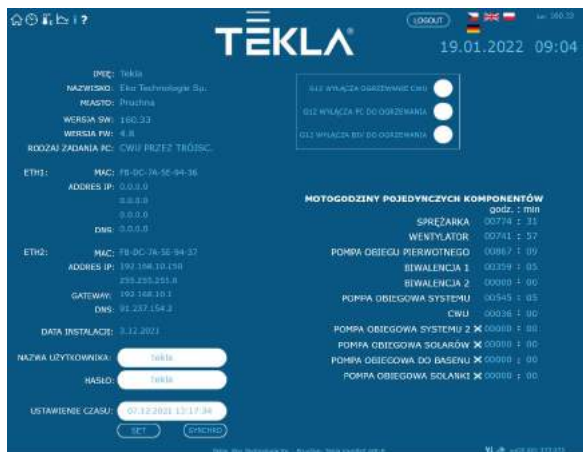 LOGOUT
TEKLA
19.01.2022 09:04
IMIĘ: Tekla
NAZWISKO: Eko Technologie Sp.
MIASTO: Pruchna
WERSJA SW: 160.33
WERSJA FW: 4.8
RODZAJ ZADANIA PC: CWU PRZEZ TRÓJSC.
ETH1: MAC: F8-DC-7A-5E-94-36
ADDRES IP: 0.0.0.0
0.0.0.0
0.0.0.0
DNS: 0.0.0.0
ETH2: MAC: F8-DC-7A-5E-94-37
ADDRES IP: 192.168.10.150
255.255.255.0
GATEWAY: 192.168.10.1
DNS: 91.237.154.2
DATA INSTALACJI: 3.12.2021
NAZWA UŻYTKOWNIKA: Tekla
HASŁO: Tekla
USTAWIENIE CZASU: 07.12.2021 13:17:34
SET SYNCHRO
G12 WYŁĄCZA OGRZEWANIE CWU
G12 WYŁĄCZA PC DO OGRZEWANIA
G12 WYŁĄCZA BIV DO OGRZEWANIA
MOTOGODZINY POJEDYNCZYCH KOMPONENTÓW
godz. : min
SPRĘŻARKA 00774 : 31
WENTYLATOR 00741 : 57
POMPA OBIEGU PIERWOTNEGO 00867 : 09
BIWALENCJA 1 00359 : 05
BIWALENCJA 2 00000 : 00
POMPA OBIEGOWA SYSTEMU 00545 : 05
CWU 00036 : 00
POMPA OBIEGOWA SYSTEMU 2 00000 : 00
POMPA OBIEGOWA SOLARÓW 00000 : 00
POMPA OBIEGOWA DO BASENU 00000 : 00
POMPA OBIEGOWA SOLANKI 00000 : 00